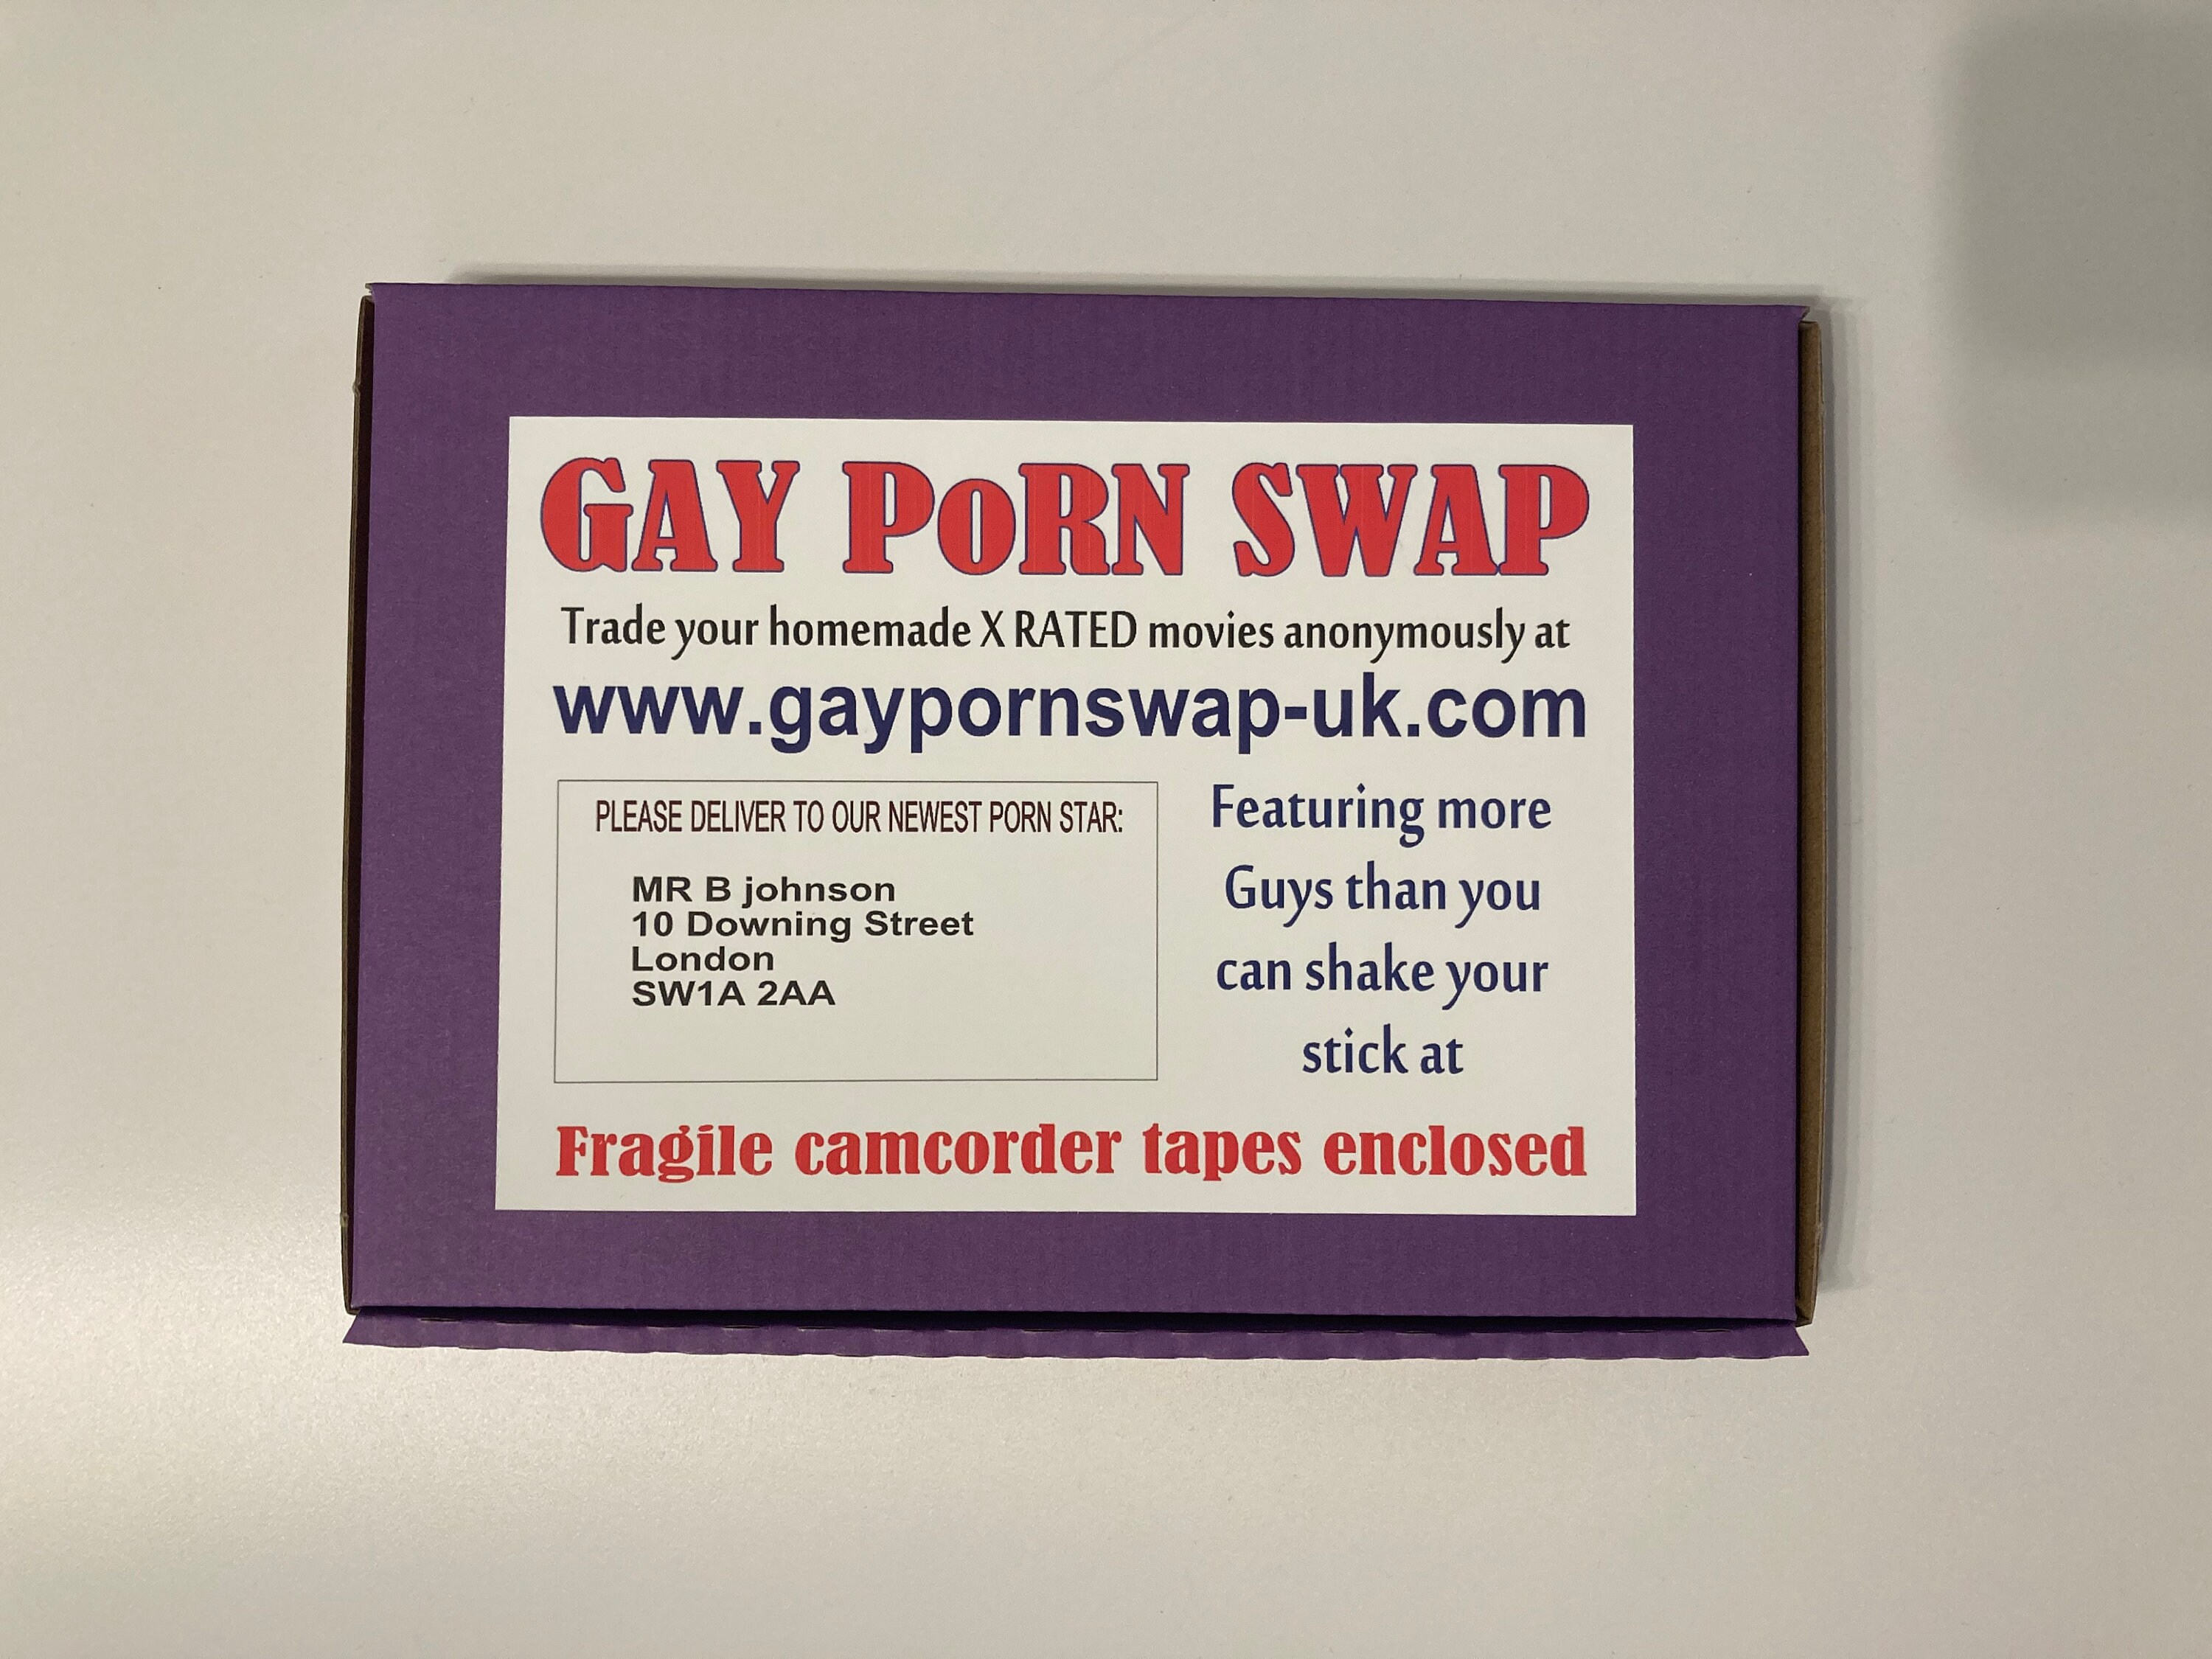 GAY PoRN SWAP
Trade your homemade X RATED movies anonymously at
www.gaypornswap-uk.com
PLEASE DELIVER TO OUR NEWEST PORN STAR:
MR B johnson
10 Downing Street
London
SW1A 2AA
Featuring more
Guys than you
can shake your
stick at
Fragile camcorder tapes enclosed